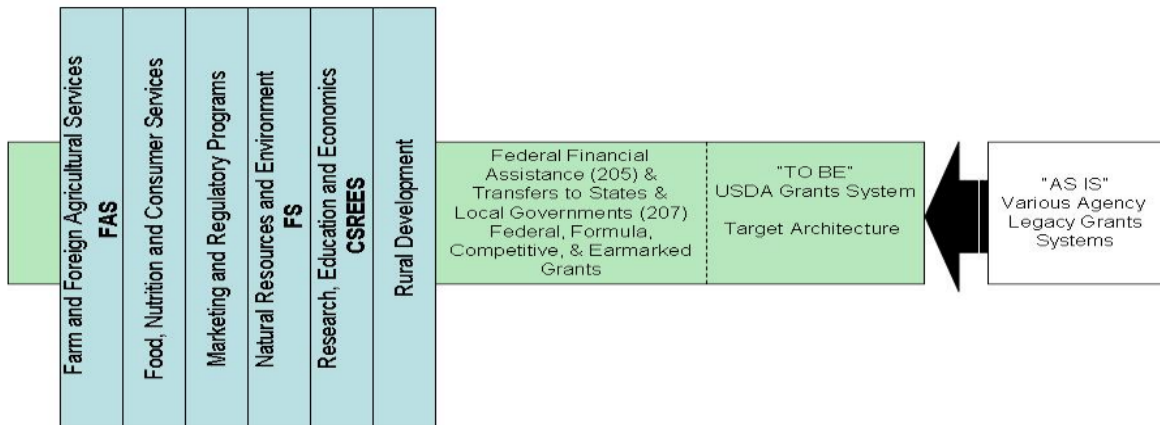 Farm and Foreign Agricultural Services
FAS
Food, Nutrition and Consumer Services
Marketing and Regulatory Programs
Natural Resources and Environment
FS
Research, Education and Economics
CSREES
Rural Development
Federal Financial
Assistance (205) &
Transfers to States &
Local Governments (207)
Federal, Formula,
Competitive, & Earmarked
Grants
"TO BE"
USDA Grants System
Target Architecture
"AS IS"
Various Agency
Legacy Grants
Systems